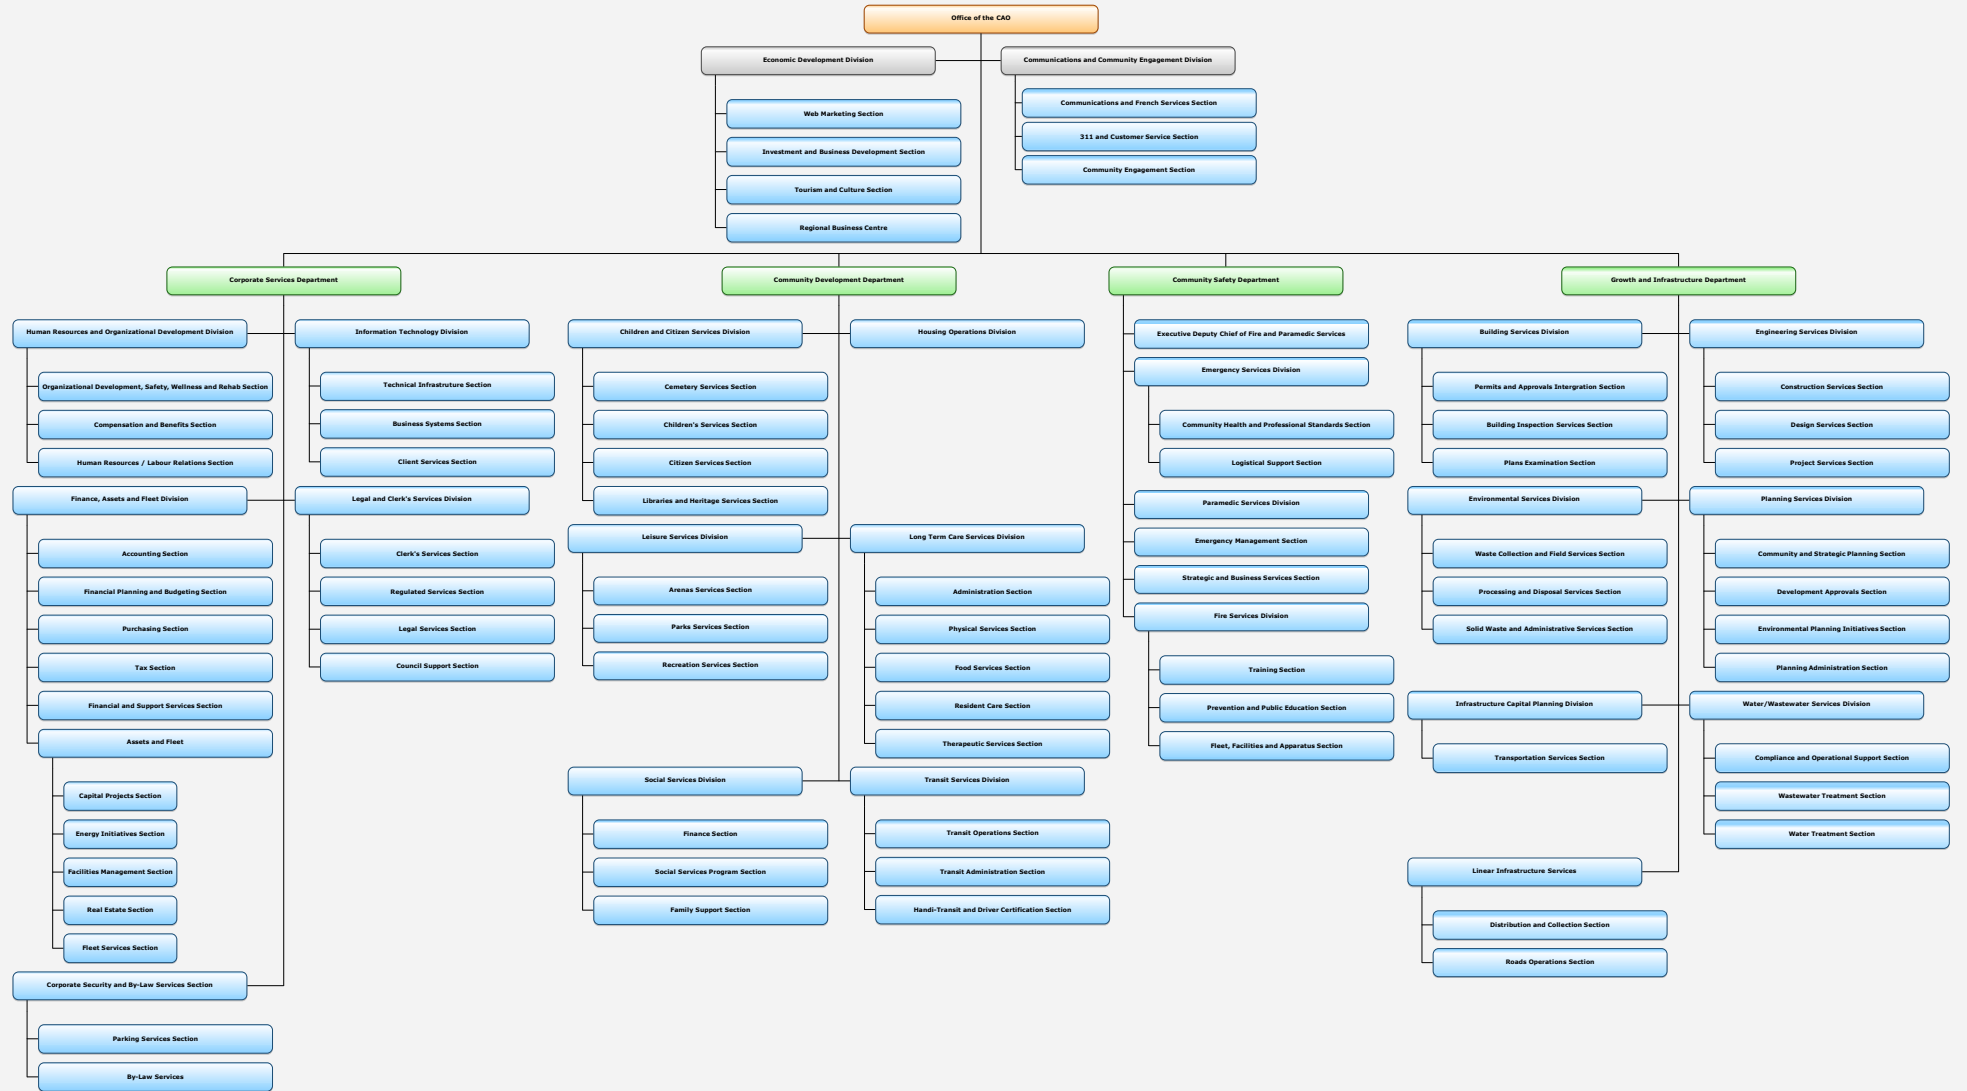 Office of the CAO
Economic Development Division
Communications and Community Engagement Division
Web Marketing Section
Investment and Business Development Section
Tourism and Culture Section
Regional Business Centre
Communications and French Services Section
311 and Customer Service Section
Community Engagement Section
Corporate Services Department
Human Resources and Organizational Development Division
Organizational Development, Safety, Wellness and Rehab Section
Compensation and Benefits Section
Human Resources / Labour Relations Section
Information Technology Division
Technical Infrastruture Section
Business Systems Section
Client Services Section
Finance, Assets and Fleet Division
Accounting Section
Financial Planning and Budgeting Section
Purchasing Section
Tax Section
Financial and Support Services Section
Assets and Fleet
Capital Projects Section
Energy Initiatives Section
Facilities Management Section
Real Estate Section
Fleet Services Section
Legal and Clerk's Services Division
Clerk's Services Section
Regulated Services Section
Legal Services Section
Council Support Section
Corporate Security and By-Law Services Section
Parking Services Section
By-Law Services
Community Development Department
Children and Citizen Services Division
Cemetery Services Section
Children's Services Section
Citizen Services Section
Libraries and Heritage Services Section
Housing Operations Division
Leisure Services Division
Arenas Services Section
Parks Services Section
Recreation Services Section
Long Term Care Services Division
Administration Section
Physical Services Section
Food Services Section
Resident Care Section
Therapeutic Services Section
Social Services Division
Finance Section
Social Services Program Section
Family Support Section
Transit Services Division
Transit Operations Section
Transit Administration Section
Handi-Transit and Driver Certification Section
Community Safety Department
Executive Deputy Chief of Fire and Paramedic Services
Emergency Services Division
Community Health and Professional Standards Section
Logistical Support Section
Paramedic Services Division
Emergency Management Section
Strategic and Business Services Section
Fire Services Division
Training Section
Prevention and Public Education Section
Fleet, Facilities and Apparatus Section
Growth and Infrastructure Department
Building Services Division
Permits and Approvals Intergration Section
Building Inspection Services Section
Plans Examination Section
Engineering Services Division
Construction Services Section
Design Services Section
Project Services Section
Environmental Services Division
Waste Collection and Field Services Section
Processing and Disposal Services Section
Solid Waste and Administrative Services Section
Planning Services Division
Community and Strategic Planning Section
Development Approvals Section
Environmental Planning Initiatives Section
Planning Administration Section
Infrastructure Capital Planning Division
Transportation Services Section
Water/Wastewater Services Division
Compliance and Operational Support Section
Wastewater Treatment Section
Water Treatment Section
Linear Infrastructure Services
Distribution and Collection Section
Roads Operations Section